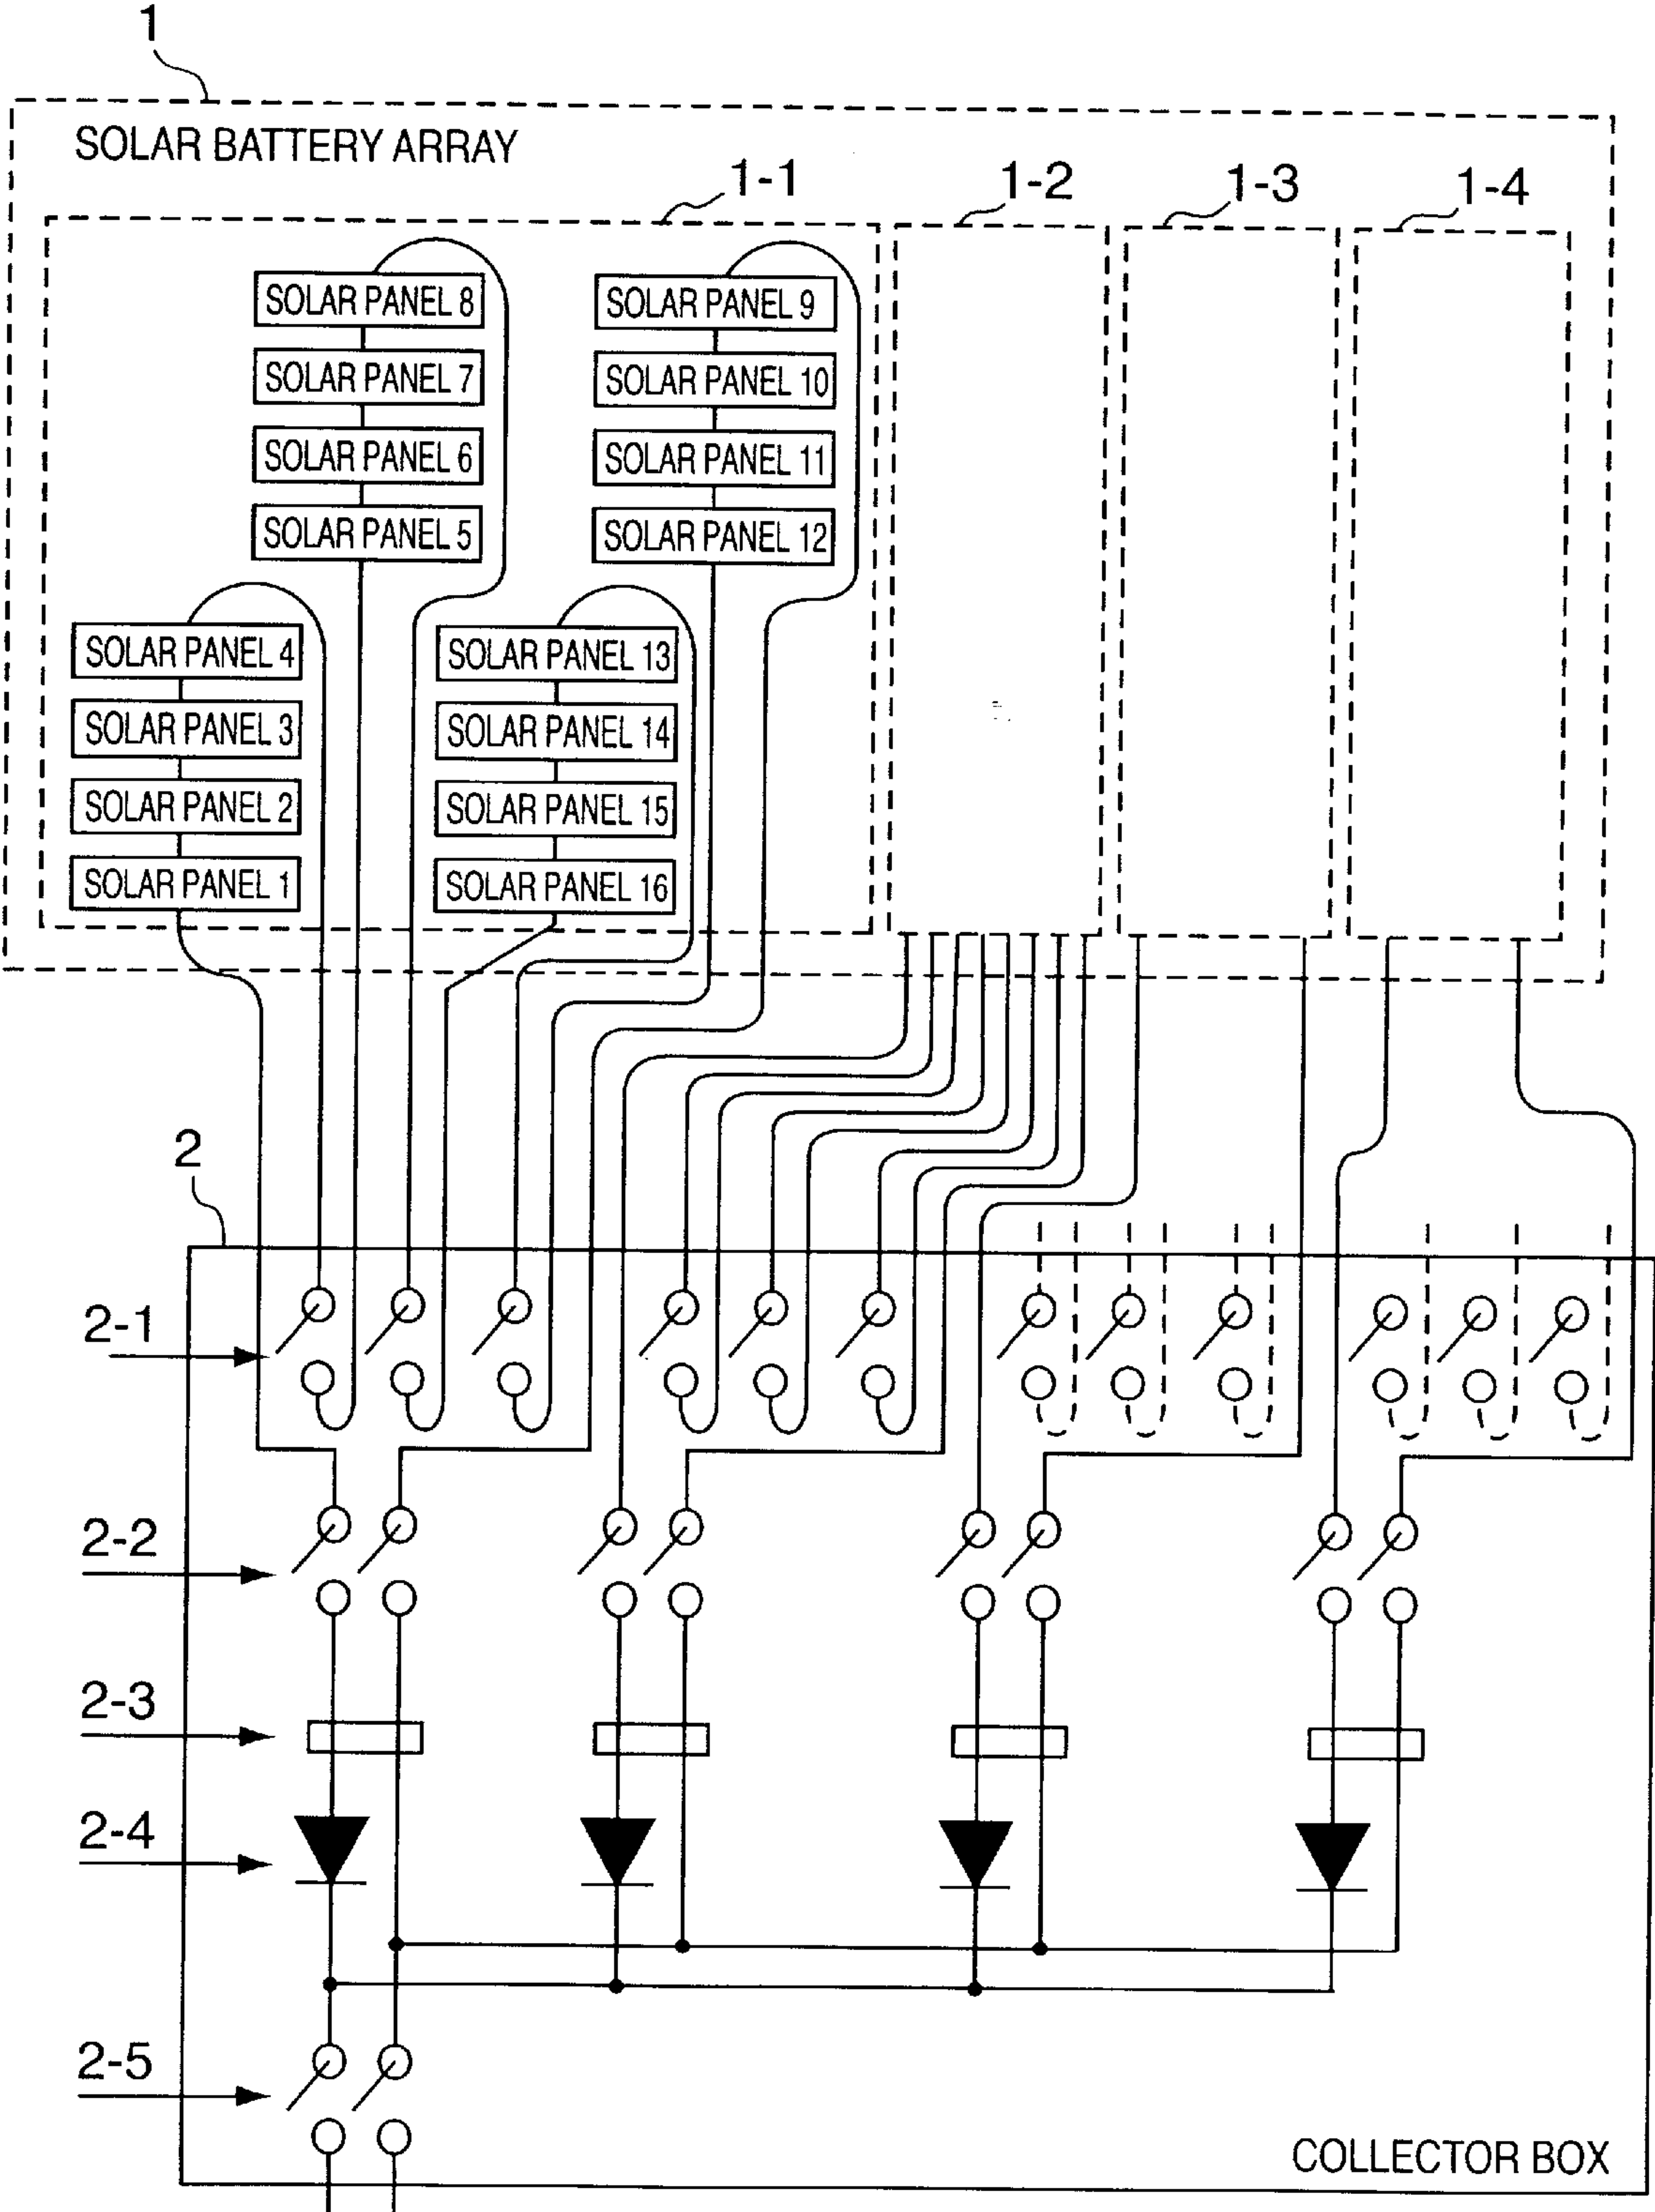 1
SOLAR BATTERY ARRAY
1-1
1-2
1-3
1-4
SOLAR PANEL 8
SOLAR PANEL 7
SOLAR PANEL 6
SOLAR PANEL 5
SOLAR PANEL 9
SOLAR PANEL 10
SOLAR PANEL 11
SOLAR PANEL 12
SOLAR PANEL 4
SOLAR PANEL 3
SOLAR PANEL 2
SOLAR PANEL 1
SOLAR PANEL 13
SOLAR PANEL 14
SOLAR PANEL 15
SOLAR PANEL 16
2
2-1
2-2
2-3
2-4
2-5
COLLECTOR BOX